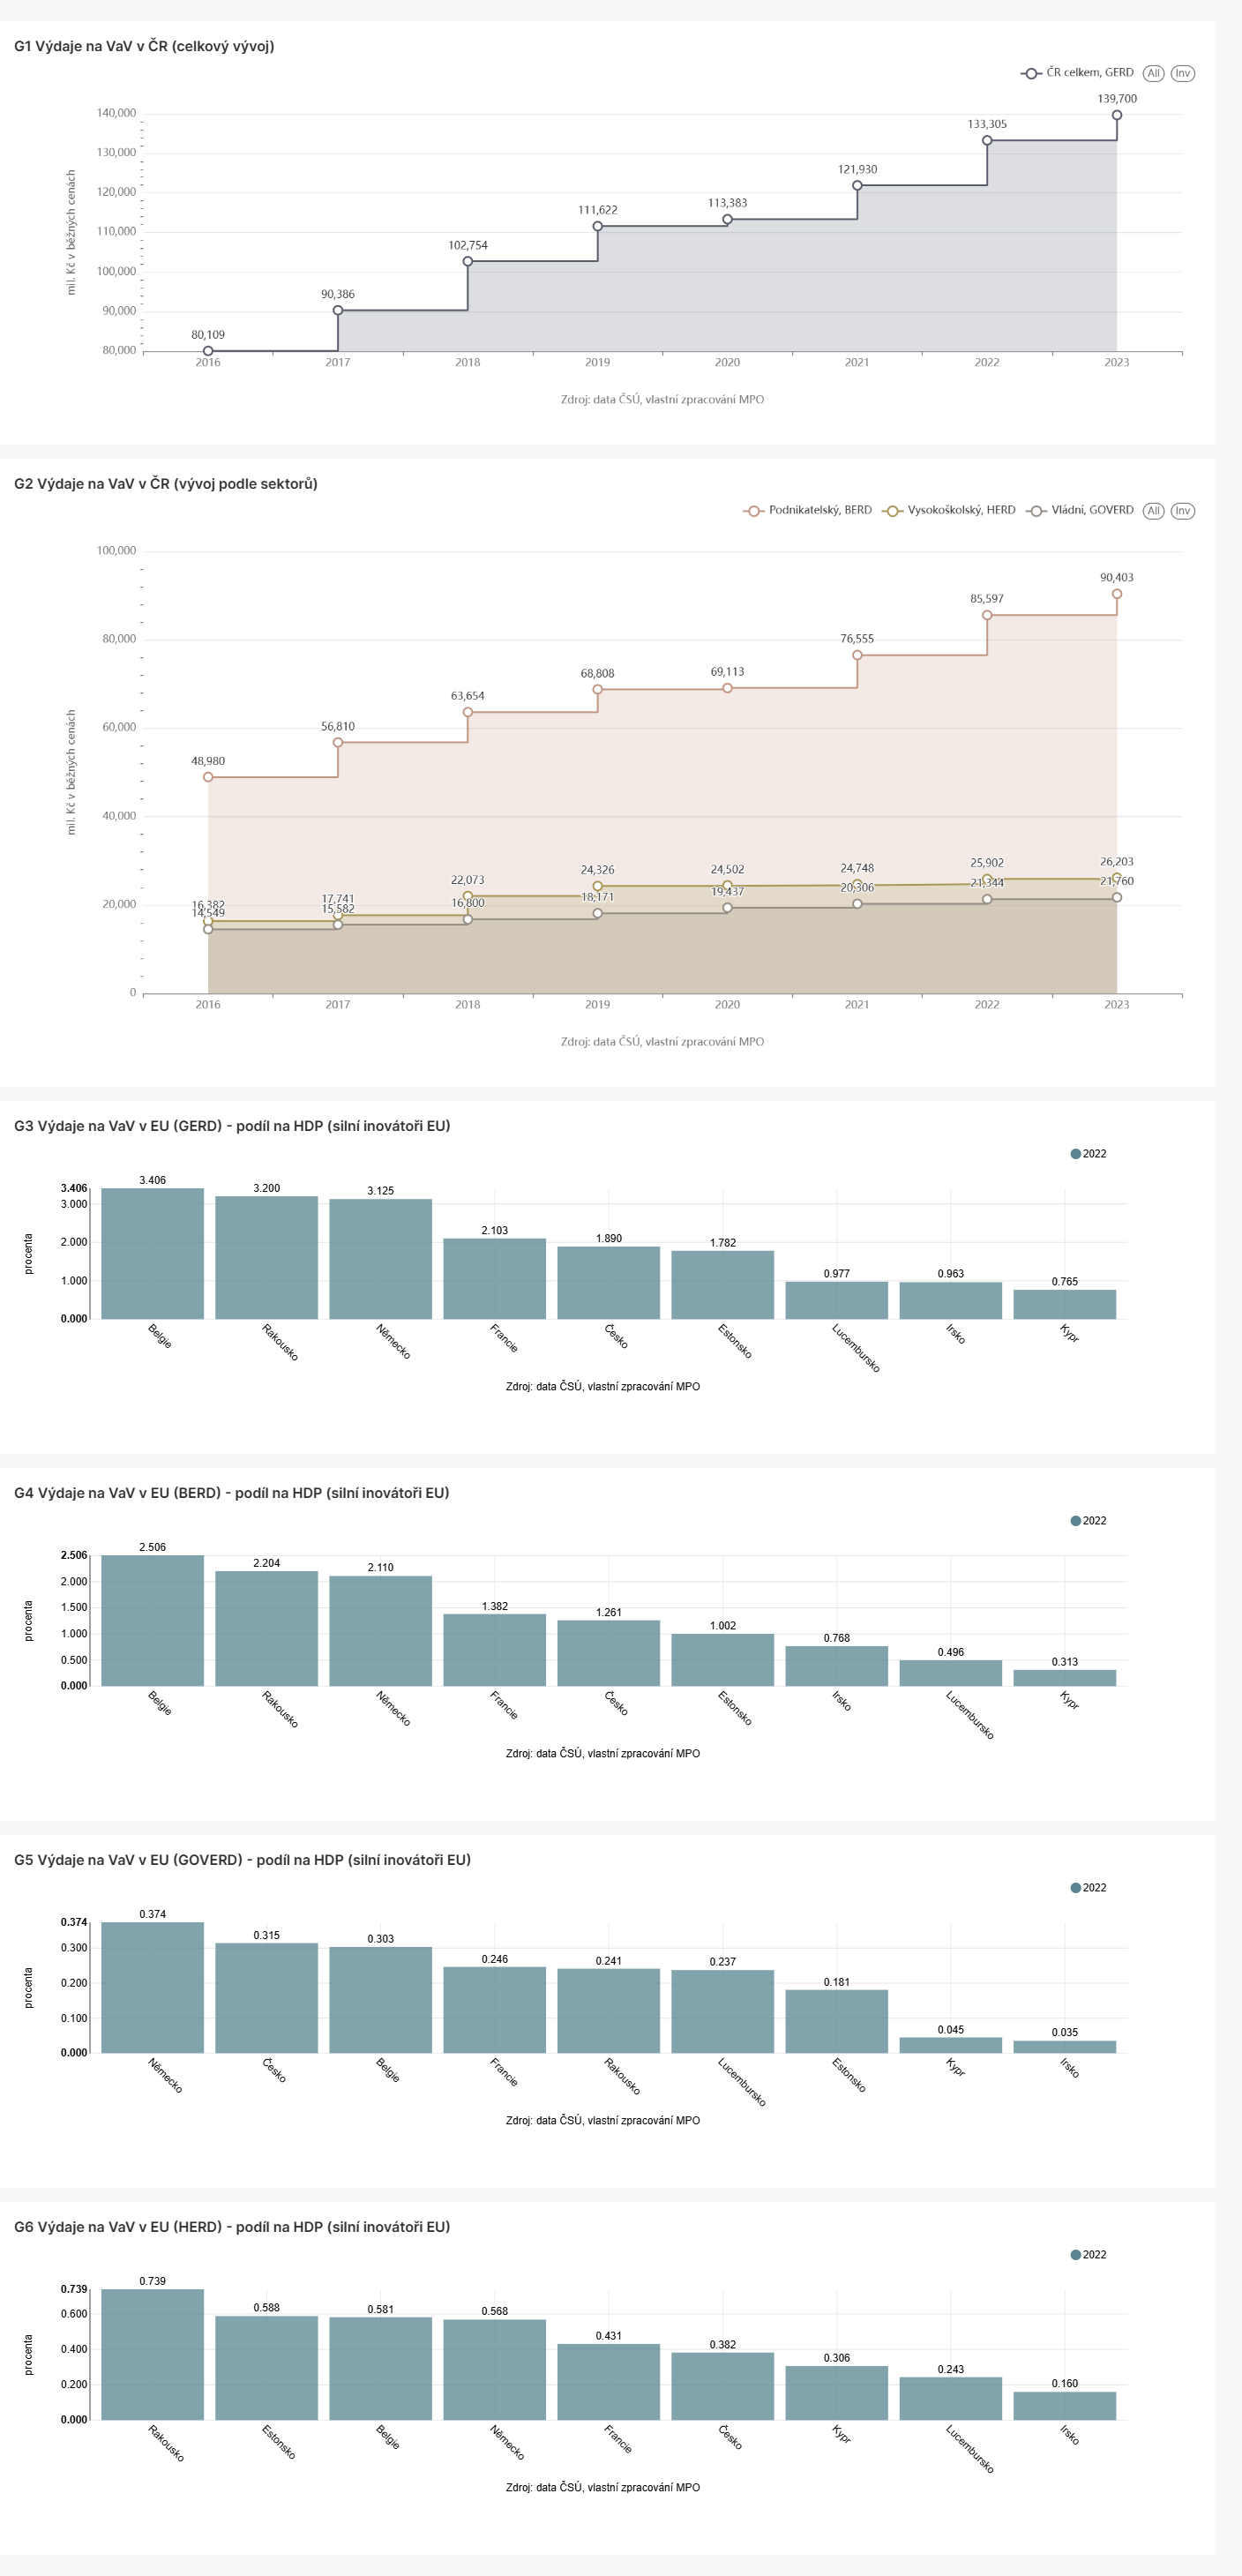 G1 Výdaje na VaV v ČR (celkový vývoj)
ČR celkem, GERD All Inv
139,700
140,000
133,305
130,000
121,930
120,000
113,383
111,622
110,000
102,754
100,000
90,386
90,000
80,109
80,000
mil. Kč v běžných cenách
2016 2017 2018 2019 2020 2021 2022 2023
Zdroj: data ČSÚ, vlastní zpracování MPO
G2 Výdaje na VaV v ČR (vývoj podle sektorů)
Podnikatelský, BERD Vysokoškolský, HERD Vládní, GOVERD All Inv
100,000
80,000
60,000
40,000
20,000
0
mil. Kč v běžných cenách
48,980 56,810 63,654 68,808 69,113 76,555 85,597 90,403
16,382 17,741 22,073 24,326 24,502 24,748 25,902 26,203
14,549 15,582 16,800 18,171 19,437 20,306 21,344 21,760
2016 2017 2018 2019 2020 2021 2022 2023
Zdroj: data ČSÚ, vlastní zpracování MPO
G3 Výdaje na VaV v EU (GERD) - podíl na HDP (silní inovátoři EU)
2022
3.406
3.000
2.000
1.000
0.000
procenta
3.406 3.200 3.125 2.103 1.890 1.782 0.977 0.963 0.765
Belgie Rakousko Německo Francie Česko Estonsko Lucembursko Irsko Kypr
Zdroj: data ČSÚ, vlastní zpracování MPO
G4 Výdaje na VaV v EU (BERD) - podíl na HDP (silní inovátoři EU)
2022
2.506
2.000
1.500
1.000
0.500
0.000
procenta
2.506 2.204 2.110 1.382 1.261 1.002 0.768 0.496 0.313
Belgie Rakousko Německo Francie Česko Estonsko Irsko Lucembursko Kypr
Zdroj: data ČSÚ, vlastní zpracování MPO
G5 Výdaje na VaV v EU (GOVERD) - podíl na HDP (silní inovátoři EU)
2022
0.374
0.300
0.200
0.100
0.000
procenta
0.374 0.315 0.303 0.246 0.241 0.237 0.181 0.045 0.035
Německo Česko Belgie Francie Rakousko Lucembursko Estonsko Kypr Irsko
Zdroj: data ČSÚ, vlastní zpracování MPO
G6 Výdaje na VaV v EU (HERD) - podíl na HDP (silní inovátoři EU)
2022
0.739
0.600
0.400
0.200
0.000
procenta
0.739 0.588 0.581 0.568 0.431 0.382 0.306 0.243 0.160
Rakousko Estonsko Belgie Německo Francie Česko Kypr Lucembursko Irsko
Zdroj: data ČSÚ, vlastní zpracování MPO